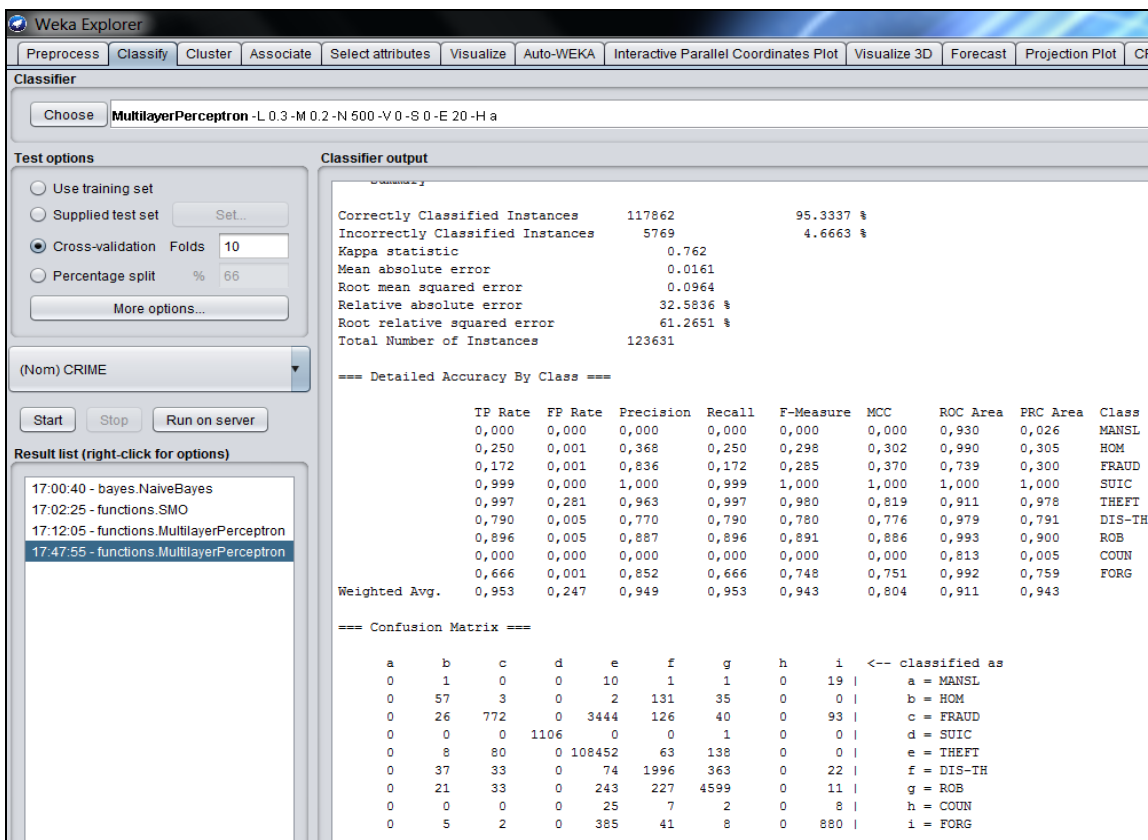 Weka Explorer
Preprocess Classify Cluster Associate Select attributes Visualize Auto-WEKA Interactive Parallel Coordinates Plot Visualize 3D Forecast Projection Plot
Classifier
Choose MultilayerPerceptron -L 0.3 -M 0.2 -N 500 -V 0 -S 0 -E 20 -H a
Test options
Use training set
Supplied test set Set...
Cross-validation Folds 10
Percentage split % 66
More options...
(Nom) CRIME
Start Stop Run on server
Result list (right-click for options)
17:00:40 - bayes.NaiveBayes
17:02:25 - functions.SMO
17:12:05 - functions.MultilayerPerceptron
17:47:55 - functions.MultilayerPerceptron
Classifier output
Correctly Classified Instances 117862 95.3337 %
Incorrectly Classified Instances 5769 4.6663 %
Kappa statistic 0.762
Mean absolute error 0.0161
Root mean squared error 0.0964
Relative absolute error 32.5836 %
Root relative squared error 61.2651 %
Total Number of Instances 123631
=== Detailed Accuracy By Class ===
TP Rate FP Rate Precision Recall F-Measure MCC ROC Area PRC Area Class
0,000 0,000 0,000 0,000 0,000 0,000 0,930 0,026 MANSL
0,250 0,001 0,368 0,250 0,298 0,302 0,990 0,305 HOM
0,172 0,001 0,836 0,172 0,285 0,370 0,739 0,300 FRAUD
0,999 0,000 1,000 0,999 1,000 1,000 1,000 1,000 SUIC
0,997 0,281 0,963 0,997 0,980 0,819 0,911 0,978 THEFT
0,790 0,005 0,770 0,790 0,780 0,776 0,979 0,791 DIS-TH
0,896 0,005 0,887 0,896 0,891 0,886 0,993 0,900 ROB
0,000 0,000 0,000 0,000 0,000 0,000 0,813 0,005 COUN
0,666 0,001 0,852 0,666 0,748 0,751 0,992 0,759 FORG
Weighted Avg. 0,953 0,247 0,949 0,953 0,943 0,804 0,911 0,943
=== Confusion Matrix ===
a b c d e f g h i <-- classified as
0 1 0 0 10 1 1 0 19 | a = MANSL
0 57 3 0 2 131 35 0 0 | b = HOM
0 26 772 0 3444 126 40 0 93 | c = FRAUD
0 0 0 1106 0 0 1 0 0 | d = SUIC
0 8 80 0 108452 63 138 0 0 | e = THEFT
0 37 33 0 74 1996 363 0 22 | f = DIS-TH
0 21 33 0 243 227 4599 0 11 | g = ROB
0 0 0 0 25 7 2 0 8 | h = COUN
0 5 2 0 385 41 8 0 880 | i = FORG